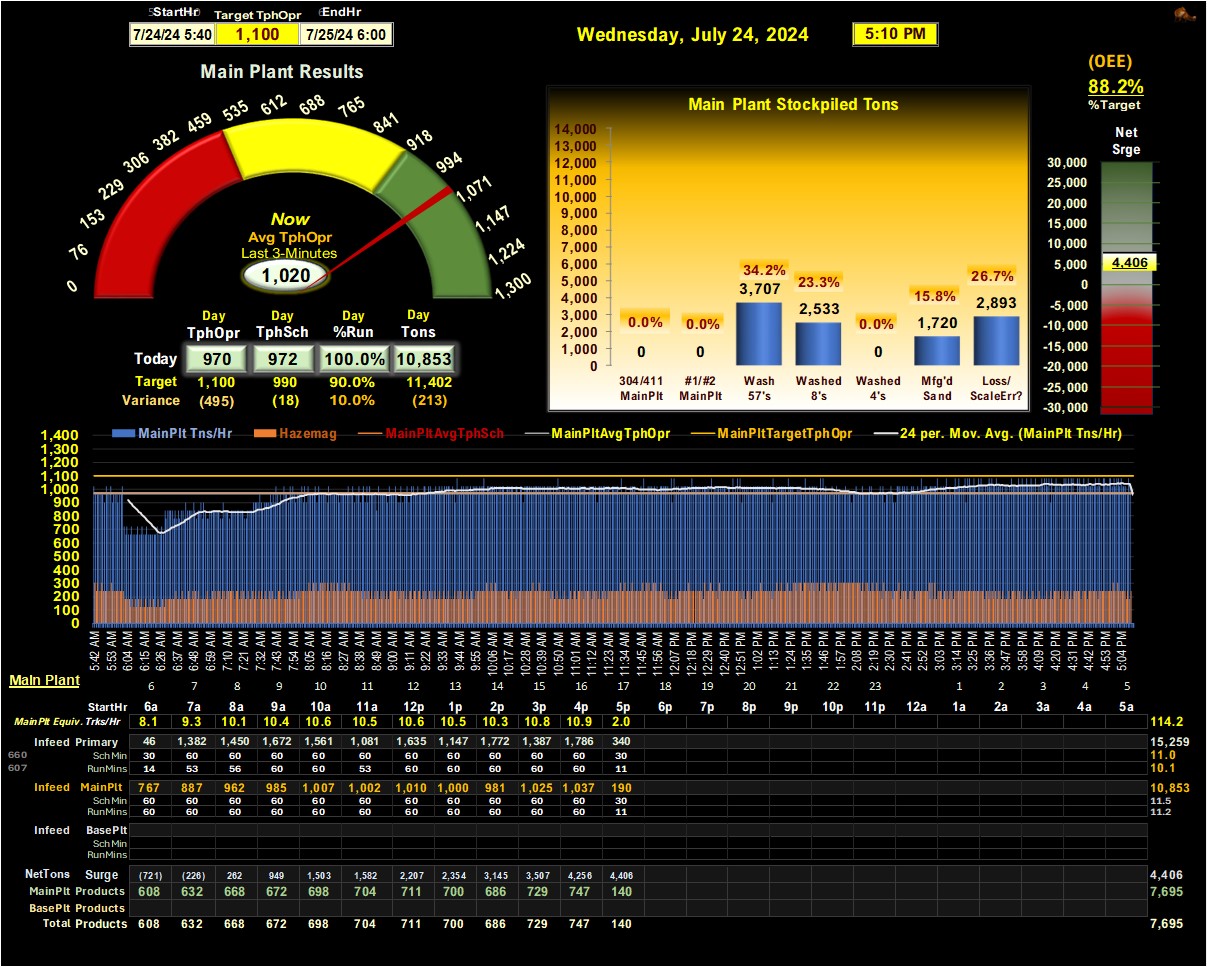 StartHr Target TphOpr EndHr
7/24/24 5:40 1,100 7/25/24 6:00
Wednesday, July 24, 2024 5:10 PM
(OEE)
88.2%
%Target
Main Plant Results
0 76 153 229 306 382 459 535 612 688 765 841 918 994 1,071 1,147 1,224 1,300
Now
Avg TphOpr
Last 3-Minutes
1,020
Day Day Day Day
TphOpr TphSch %Run Tons
Today 970 972 100.0% 10,853
Target 1,100 990 90.0% 11,402
Variance (495) (18) 10.0% (213)
Main Plant Stockpiled Tons
14,000
13,000
12,000
11,000
10,000
9,000
8,000
7,000
6,000
5,000
4,000
3,000
2,000
1,000
0
0.0% 0.0% 34.2% 23.3% 0.0% 15.8% 26.7%
0 0 3,707 2,533 0 1,720 2,893
304/411 #1/#2 Wash Washed Washed Mfg'd Loss/
MainPlt MainPlt 57's 8's 4's Sand ScaleErr?
Net
Srge
30,000
25,000
20,000
15,000
10,000
5,000
0
-5,000
-10,000
-15,000
-20,000
-25,000
-30,000
4,406
MainPlt Tns/Hr Hazemag MainPltAvgTphSch MainPltAvgTphOpr MainPltTargetTphOpr 24 per. Mov. Avg. (MainPlt Tns/Hr)
1,400
1,300
1,200
1,100
1,000
900
800
700
600
500
400
300
200
100
0
5:42 AM 5:53 AM 6:04 AM 6:15 AM 6:26 AM 6:37 AM 6:48 AM 6:59 AM 7:10 AM 7:21 AM 7:32 AM 7:43 AM 7:54 AM 8:05 AM 8:16 AM 8:27 AM 8:38 AM 8:49 AM 9:00 AM 9:11 AM 9:22 AM 9:33 AM 9:44 AM 9:55 AM 10:06 AM 10:17 AM 10:28 AM 10:39 AM 10:50 AM 11:01 AM 11:12 AM 11:23 AM 11:34 AM 11:45 AM 11:56 AM 12:07 PM 12:18 PM 12:29 PM 12:40 PM 12:51 PM 1:02 PM 1:13 PM 1:24 PM 1:35 PM 1:46 PM 1:57 PM 2:08 PM 2:19 PM 2:30 PM 2:41 PM 2:52 PM 3:03 PM 3:14 PM 3:25 PM 3:36 PM 3:47 PM 3:58 PM 4:09 PM 4:20 PM 4:31 PM 4:42 PM 4:53 PM 5:04 PM
Main Plant 6 7 8 9 10 11 12 13 14 15 16 17 18 19 20 21 22 23 1 2 3 4 5
StartHr 6a 7a 8a 9a 10a 11a 12p 1p 2p 3p 4p 5p 6p 7p 8p 9p 10p 11p 12a 1a 2a 3a 4a 5a
MainPlt Equiv. Trks/Hr 8.1 9.3 10.1 10.4 10.6 10.5 10.6 10.5 10.3 10.8 10.9 2.0 114.2
Infeed Primary 46 1,382 1,450 1,672 1,561 1,081 1,635 1,147 1,772 1,387 1,786 340 15,259
660 SchMin 30 60 60 60 60 60 60 60 60 60 60 30 11.0
607 RunMins 14 53 56 60 60 53 60 60 60 60 60 11 10.1
Infeed MainPlt 767 887 962 985 1,007 1,002 1,010 1,000 981 1,025 1,037 190 10,853
SchMin 60 60 60 60 60 60 60 60 60 60 60 30 11.5
RunMins 60 60 60 60 60 60 60 60 60 60 60 11 11.2
Infeed BasePlt
SchMin
RunMins
NetTons Surge (721) (226) 262 949 1,503 1,582 2,207 2,354 3,145 3,507 4,256 4,406 4,406
MainPlt Products 608 632 668 672 698 704 711 700 686 729 747 140 7,695
BasePlt Products
Total Products 608 632 668 672 698 704 711 700 686 729 747 140 7,695